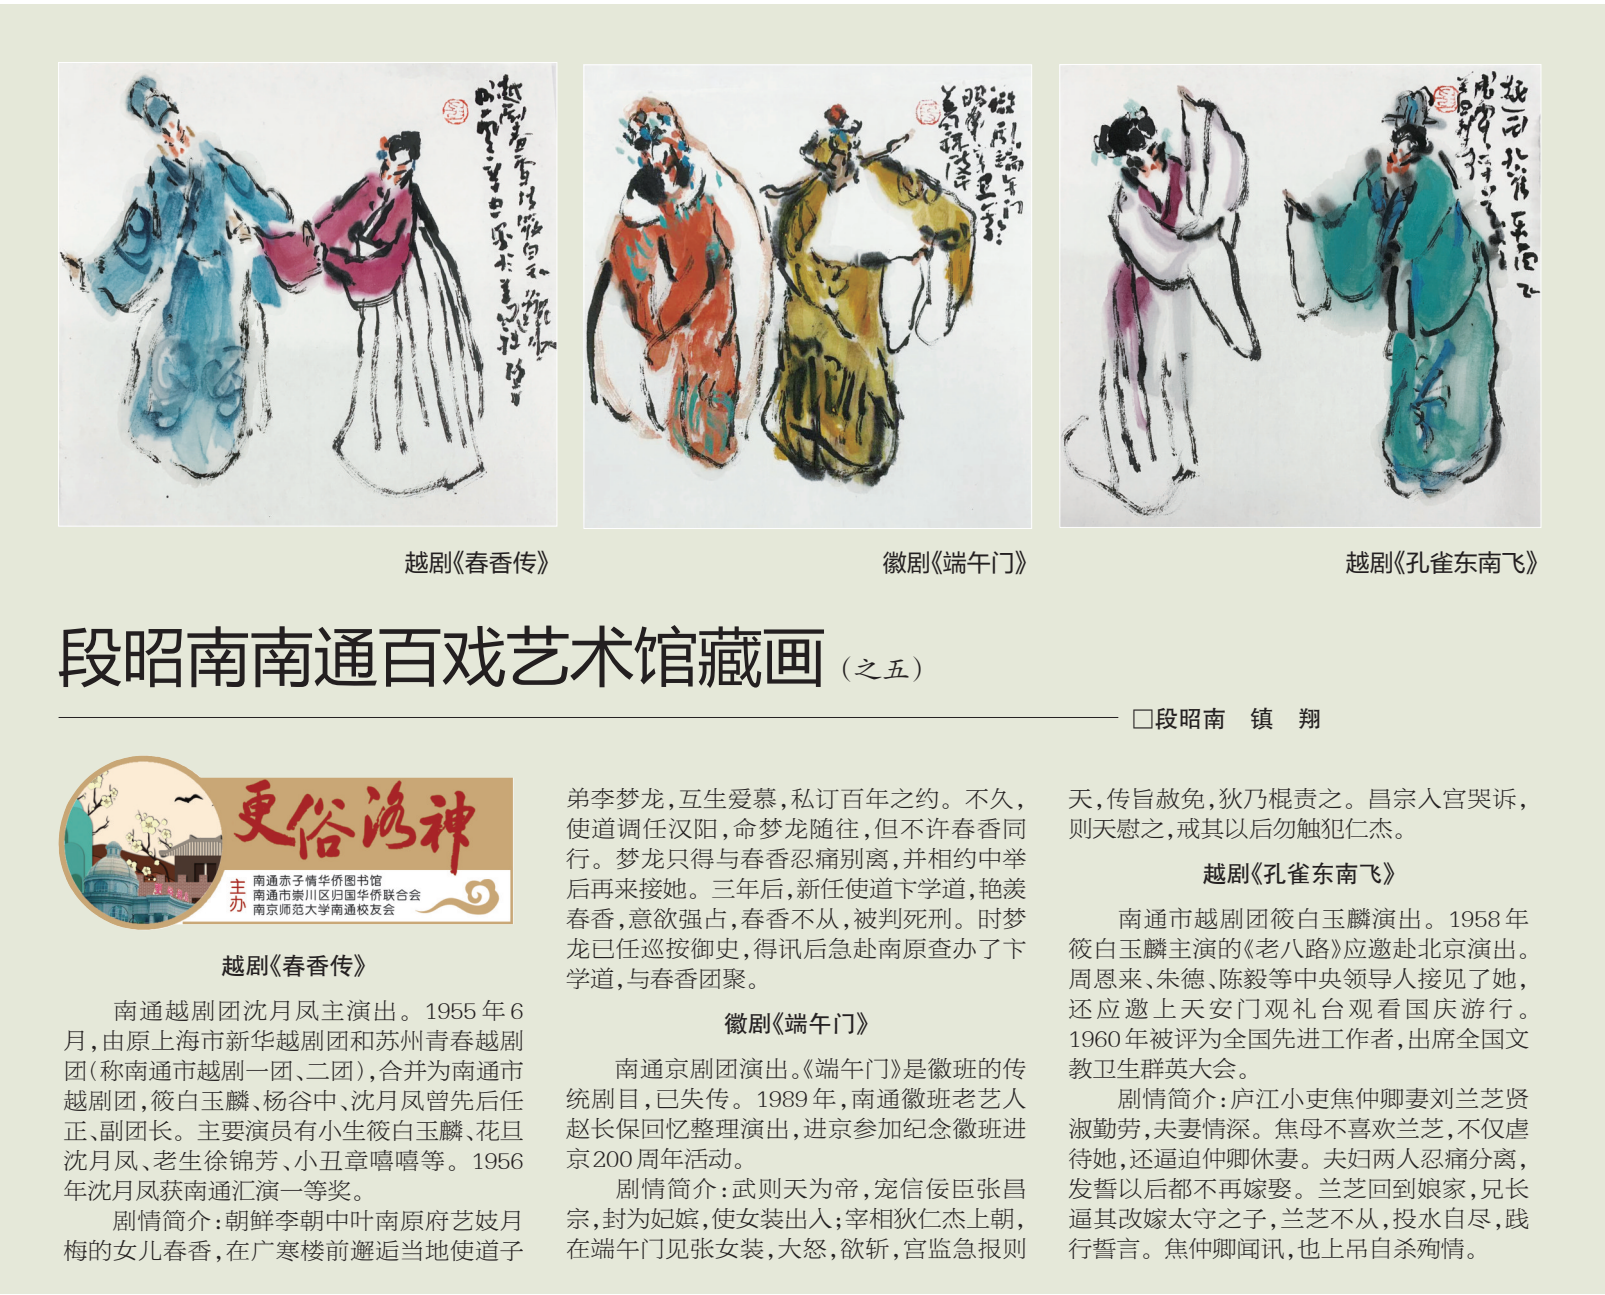 越剧《春香传》
徽剧《端午门》
越剧《孔雀东南飞》
段昭南南通百戏艺术馆藏画（之五）
□段昭南　镇　翔
更俗洛神
主办
南通赤子情华侨图书馆
南通市崇川区归国华侨联合会
南京师范大学南通校友会
越剧《春香传》
南通越剧团沈月凤主演出。1955年6
月，由原上海市新华越剧团和苏州青春越剧
团（称南通市越剧一团、二团），合并为南通市
越剧团，筱白玉麟、杨谷中、沈月凤曾先后任
正、副团长。主要演员有小生筱白玉麟、花旦
沈月凤、老生徐锦芳、小丑章嘻嘻等。1956
年沈月凤获南通汇演一等奖。
剧情简介：朝鲜李朝中叶南原府艺妓月
梅的女儿春香，在广寒楼前邂逅当地使道子
弟李梦龙，互生爱慕，私订百年之约。不久，
使道调任汉阳，命梦龙随往，但不许春香同
行。梦龙只得与春香忍痛别离，并相约中举
后再来接她。三年后，新任使道卞学道，艳羡
春香，意欲强占，春香不从，被判死刑。时梦
龙已任巡按御史，得讯后急赴南原查办了卞
学道，与春香团聚。
徽剧《端午门》
南通京剧团演出。《端午门》是徽班的传
统剧目，已失传。1989年，南通徽班老艺人
赵长保回忆整理演出，进京参加纪念徽班进
京200周年活动。
剧情简介：武则天为帝，宠信佞臣张昌
宗，封为妃嫔，使女装出入；宰相狄仁杰上朝，
在端午门见张女装，大怒，欲斩，宫监急报则
天，传旨赦免，狄乃棍责之。昌宗入宫哭诉，
则天慰之，戒其以后勿触犯仁杰。
越剧《孔雀东南飞》
南通市越剧团筱白玉麟演出。1958年
筱白玉麟主演的《老八路》应邀赴北京演出。
周恩来、朱德、陈毅等中央领导人接见了她，
还应邀上天安门观礼台观看国庆游行。
1960年被评为全国先进工作者，出席全国文
教卫生群英大会。
剧情简介：庐江小吏焦仲卿妻刘兰芝贤
淑勤劳，夫妻情深。焦母不喜欢兰芝，不仅虐
待她，还逼迫仲卿休妻。夫妇两人忍痛分离，
发誓以后都不再嫁娶。兰芝回到娘家，兄长
逼其改嫁太守之子，兰芝不从，投水自尽，践
行誓言。焦仲卿闻讯，也上吊自杀殉情。